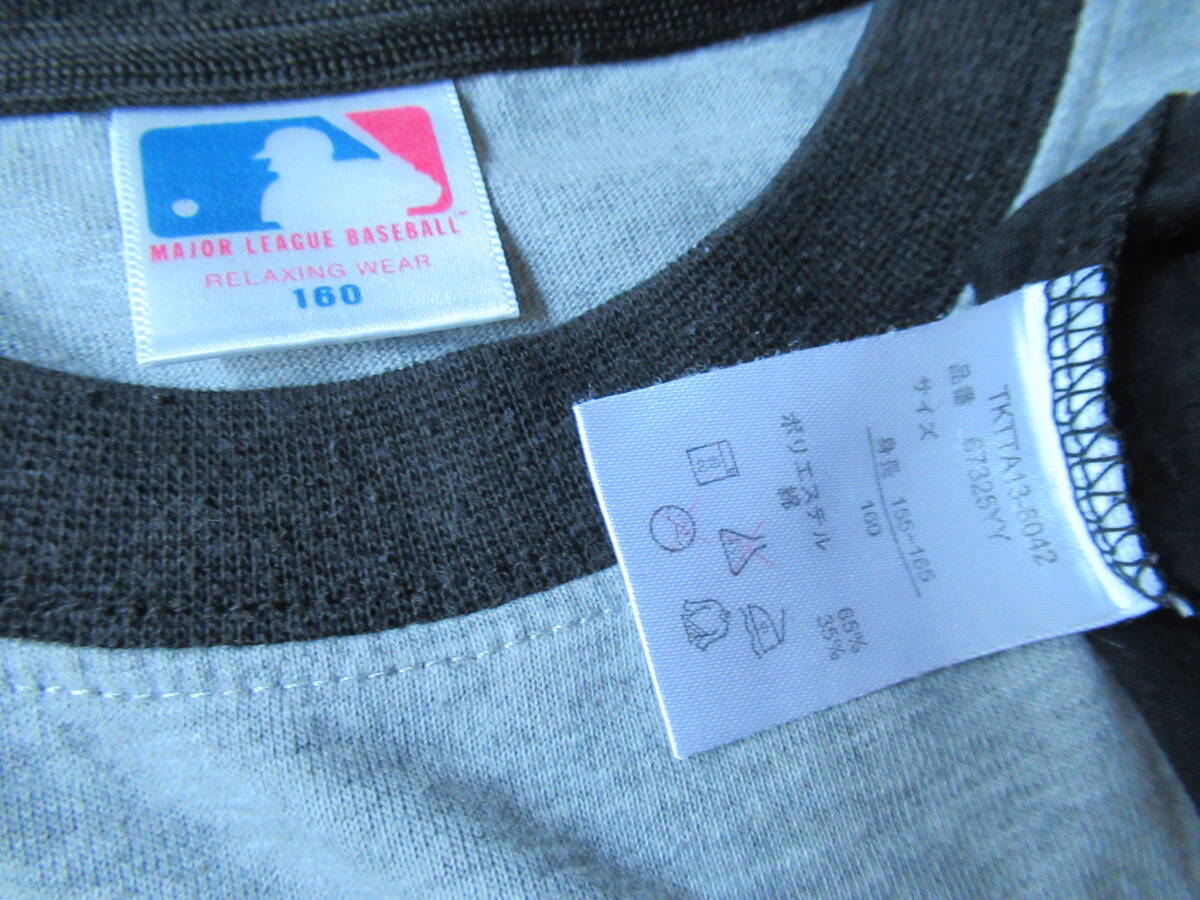 MAJOR LEAGUE BASEBALL™
RELAXING WEAR
160
TKTTA13-6042
品番 67325YY
サイズ
身長 155-165
160
ポリエステル 65%
綿 35%